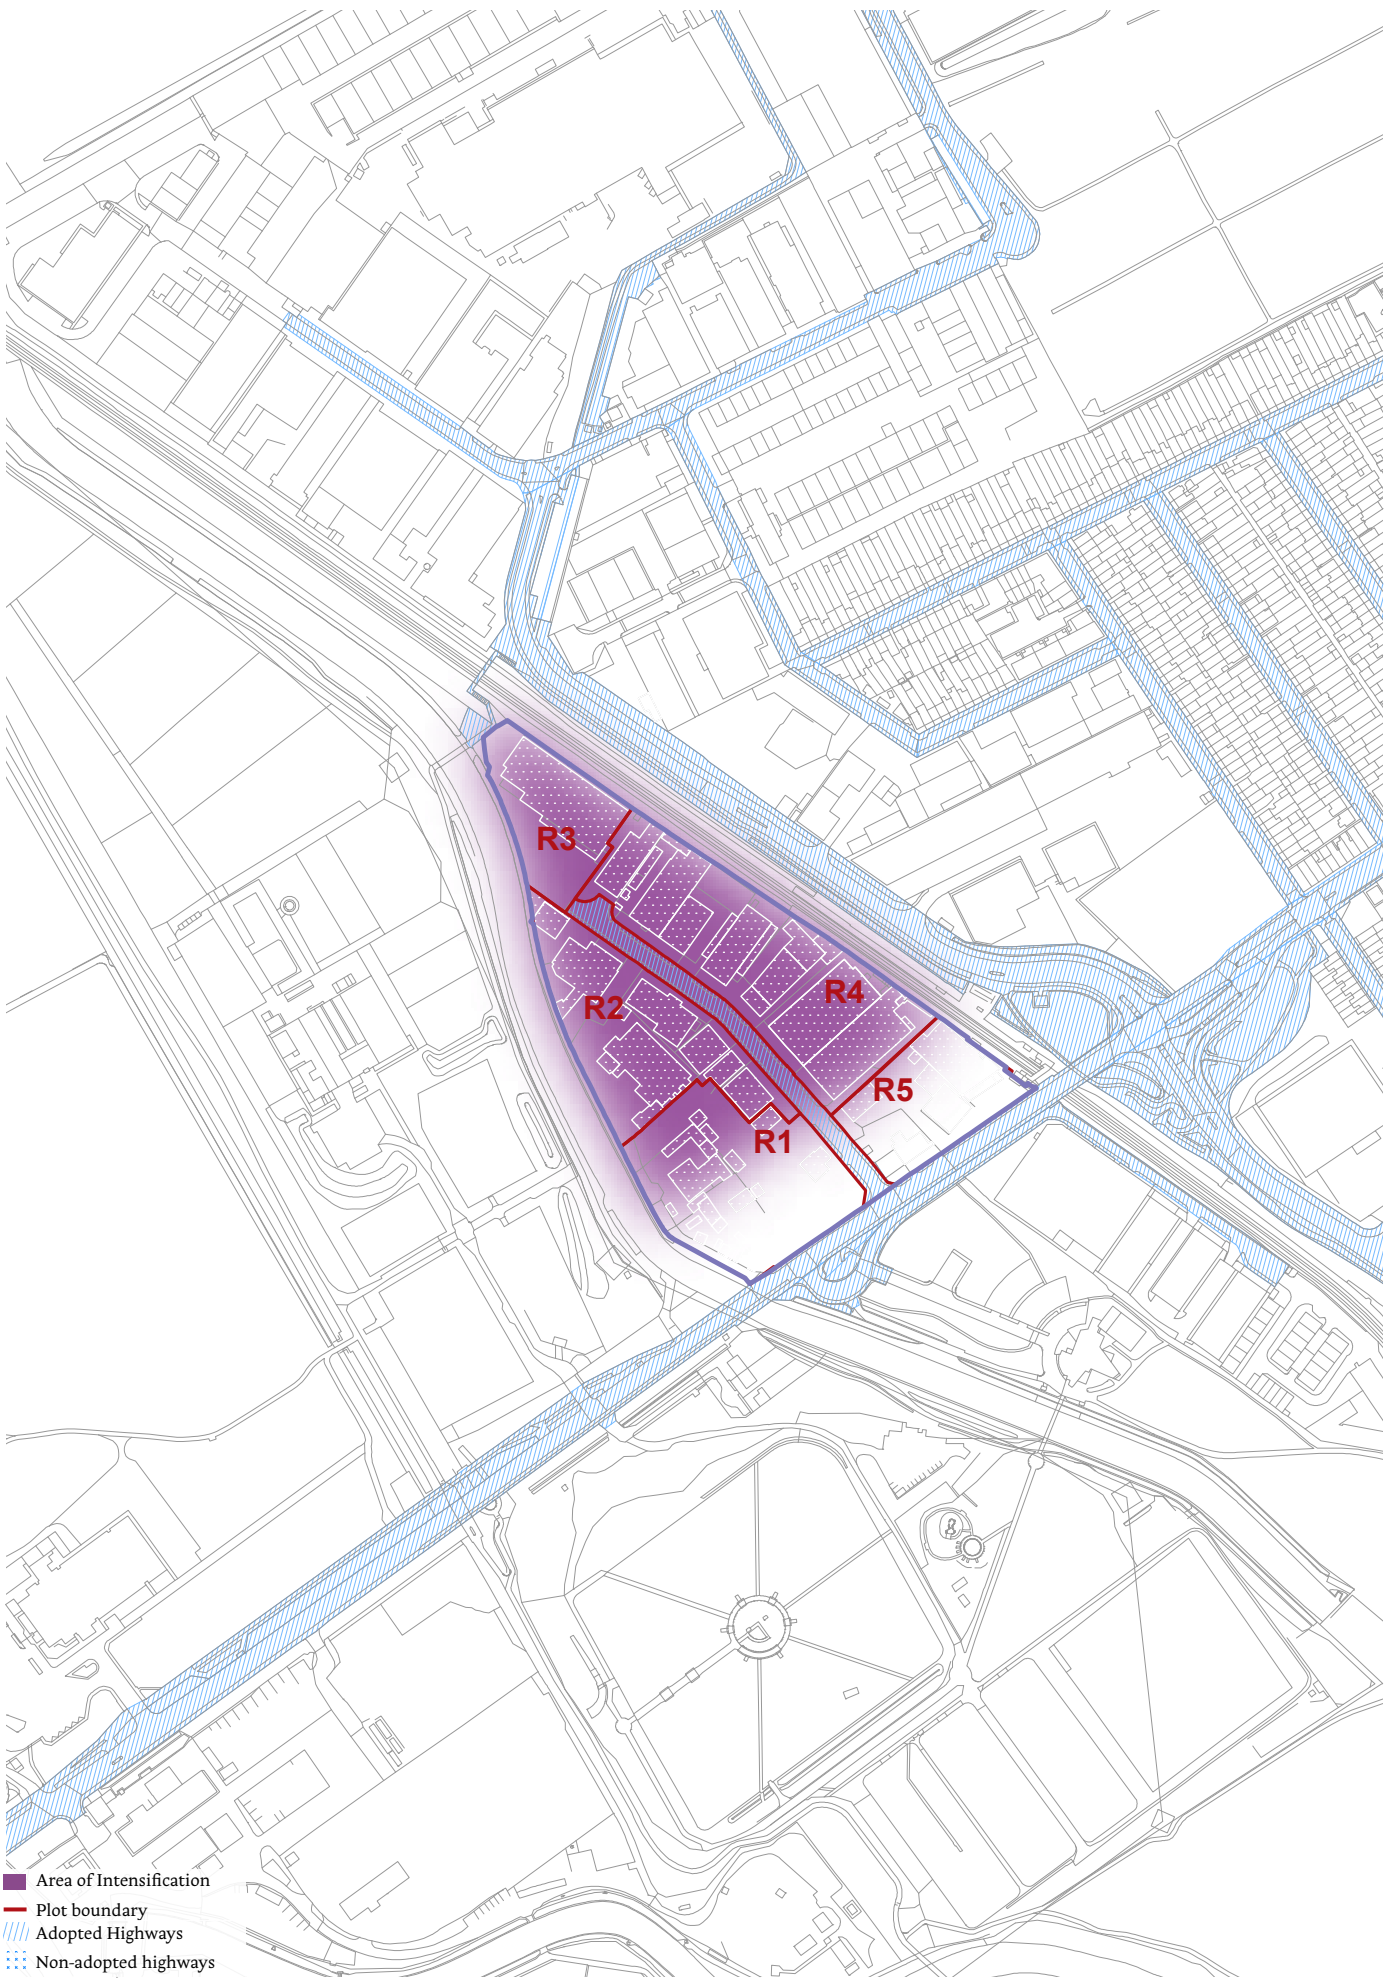 R3
R4
R2
R5
R1
Area of Intensification
Plot boundary
Adopted Highways
Non-adopted highways